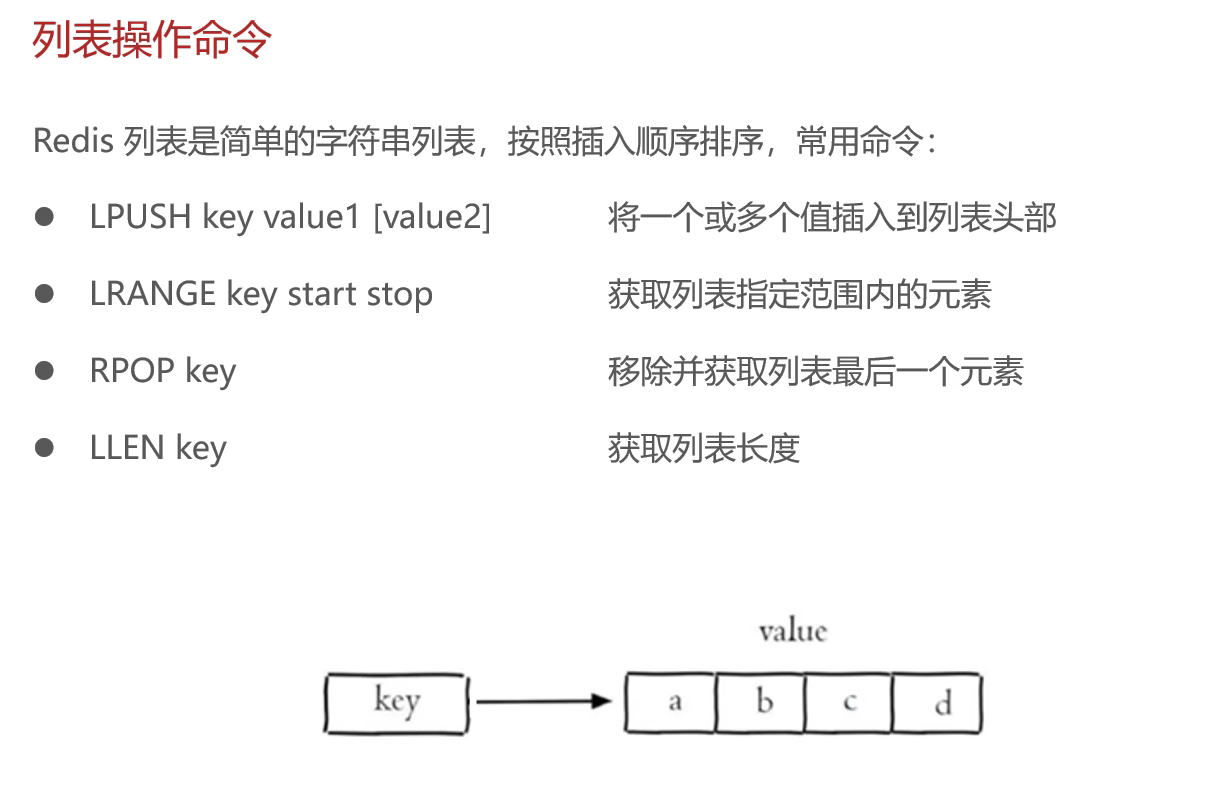 列表操作命令
Redis 列表是简单的字符串列表，按照插入顺序排序，常用命令：
● LPUSH key value1 [value2] 将一个或多个值插入到列表头部
● LRANGE key start stop 获取列表指定范围内的元素
● RPOP key 移除并获取列表最后一个元素
● LLEN key 获取列表长度
value
key a b c d